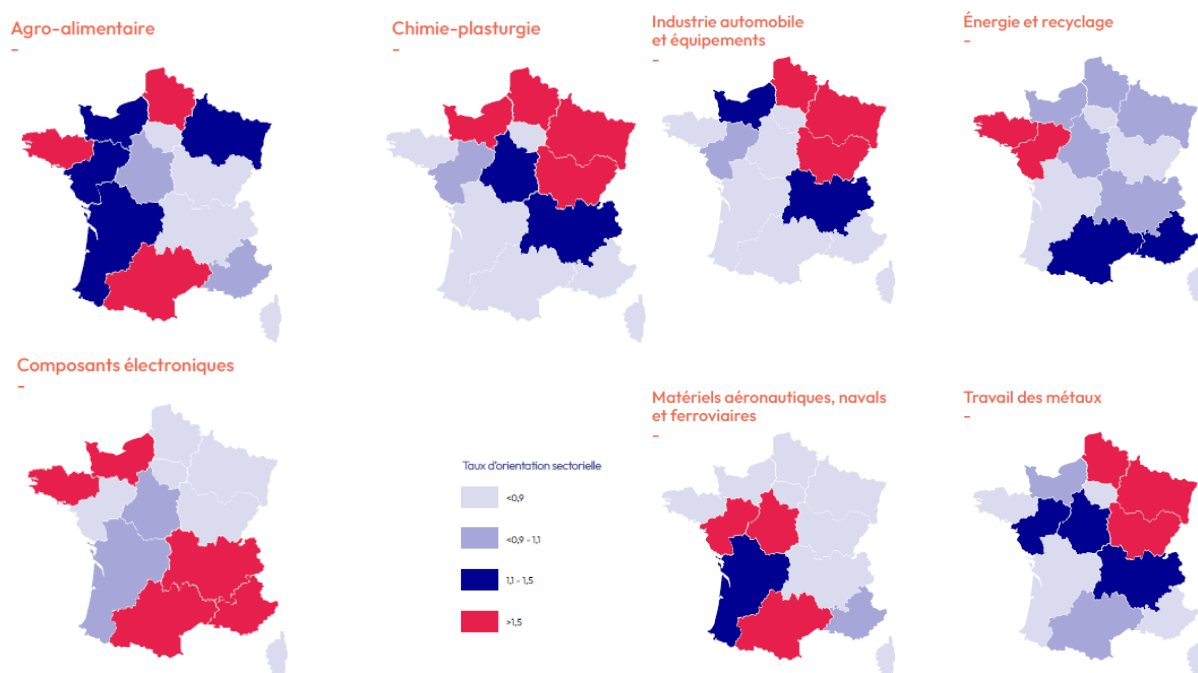 Agro-alimentaire
–
Chimie-plasturgie
–
Industrie automobile
et équipements
–
Énergie et recyclage
–
Composants électroniques
–
Taux d'orientation sectorielle
<0,9
<0,9 - 1,1
1,1 - 1,5
>1,5
Matériels aéronautiques, navals
et ferroviaires
–
Travail des métaux
–